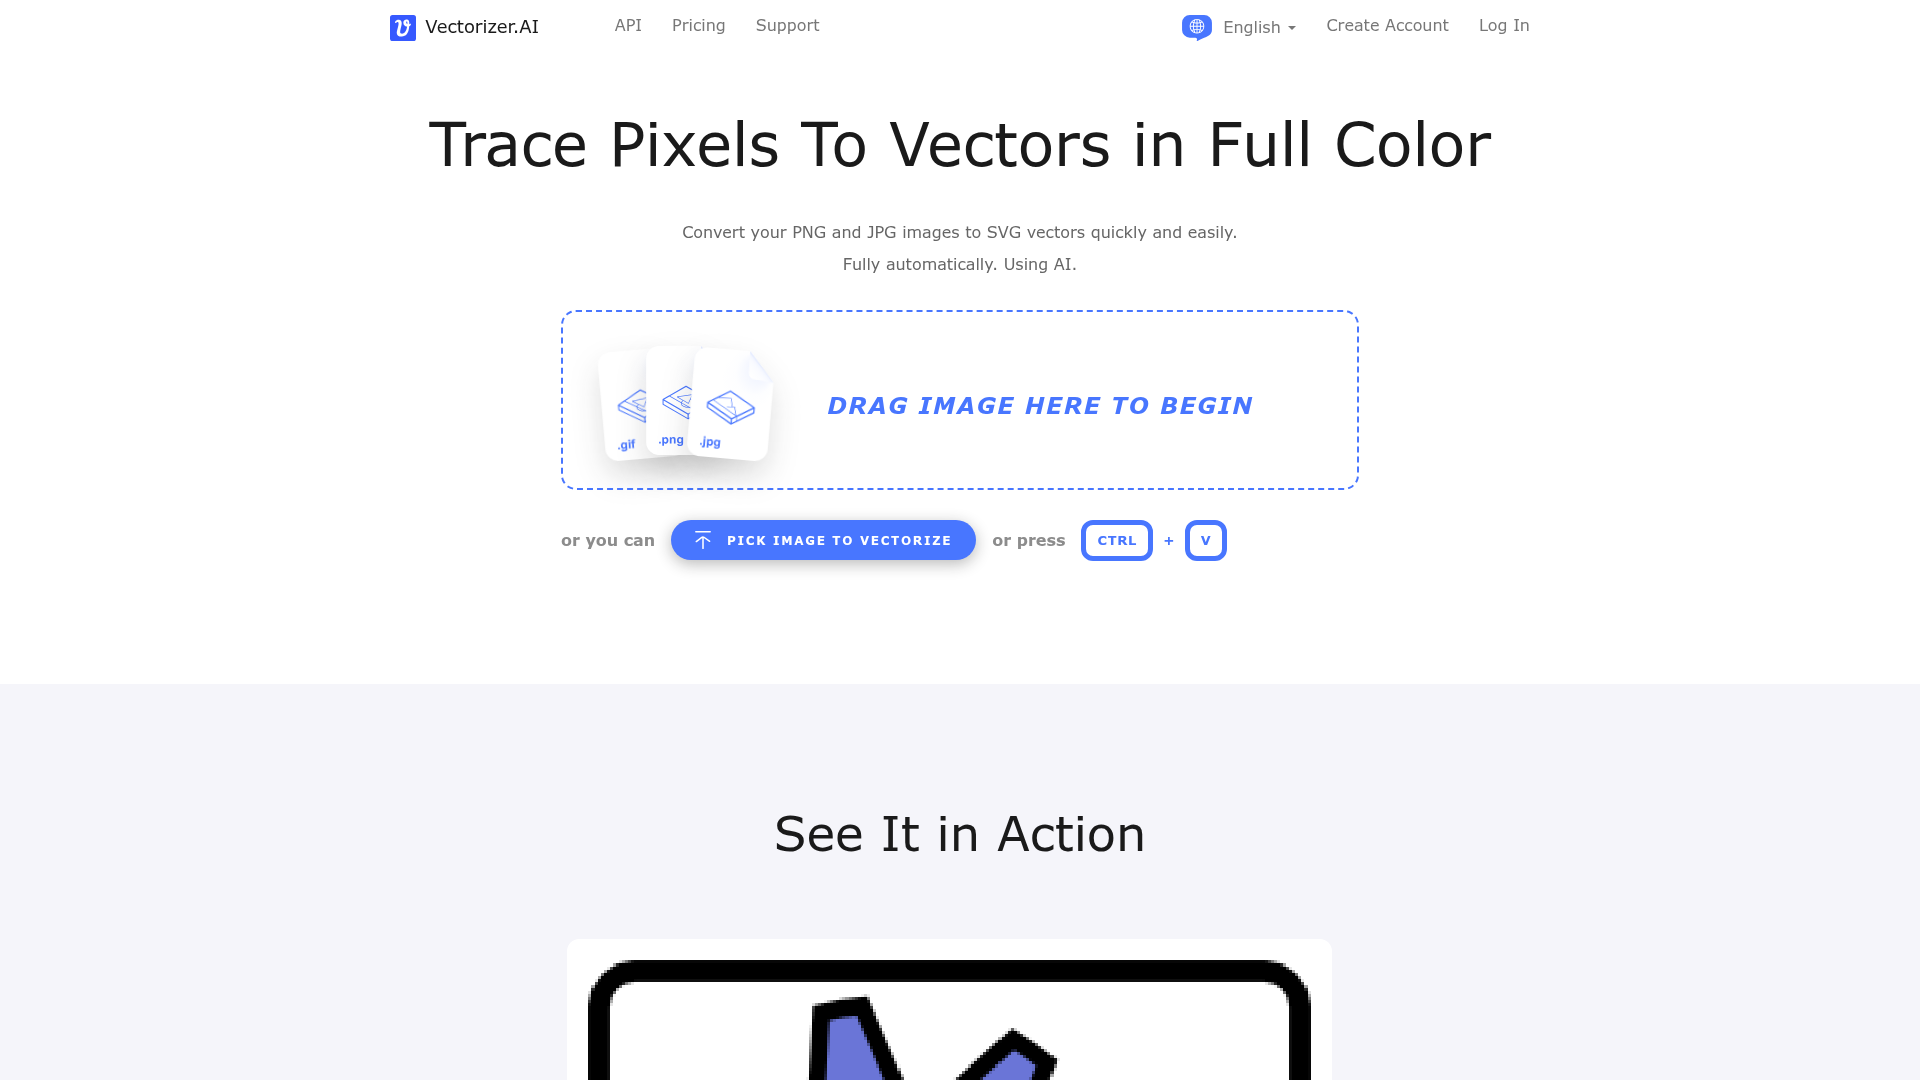 Vectorizer.AI
API
Pricing
Support
English
Create Account
Log In
Trace Pixels To Vectors in Full Color
Convert your PNG and JPG images to SVG vectors quickly and easily.
Fully automatically. Using AI.
.gif
.png
.jpg
DRAG IMAGE HERE TO BEGIN
or you can
PICK IMAGE TO VECTORIZE
or press
CTRL + V
See It in Action